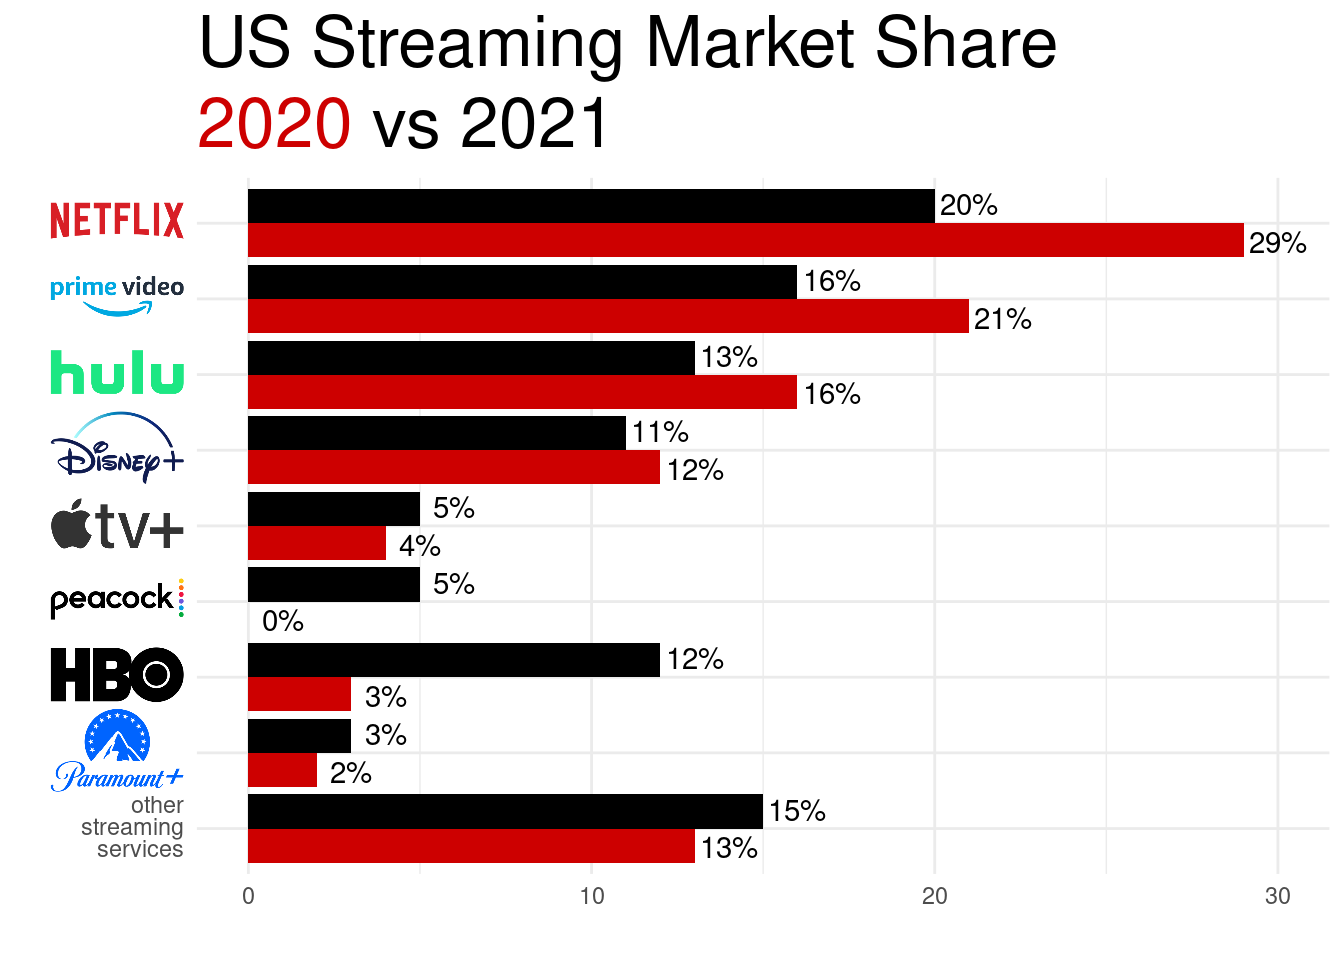 US Streaming Market Share
2020 vs 2021
NETFLIX
20%
29%
prime video
16%
21%
hulu
13%
16%
Disney+
11%
12%
tv+
5%
4%
peacock
5%
0%
HBO
12%
3%
Paramount+
3%
2%
other
streaming
services
15%
13%
0
10
20
30